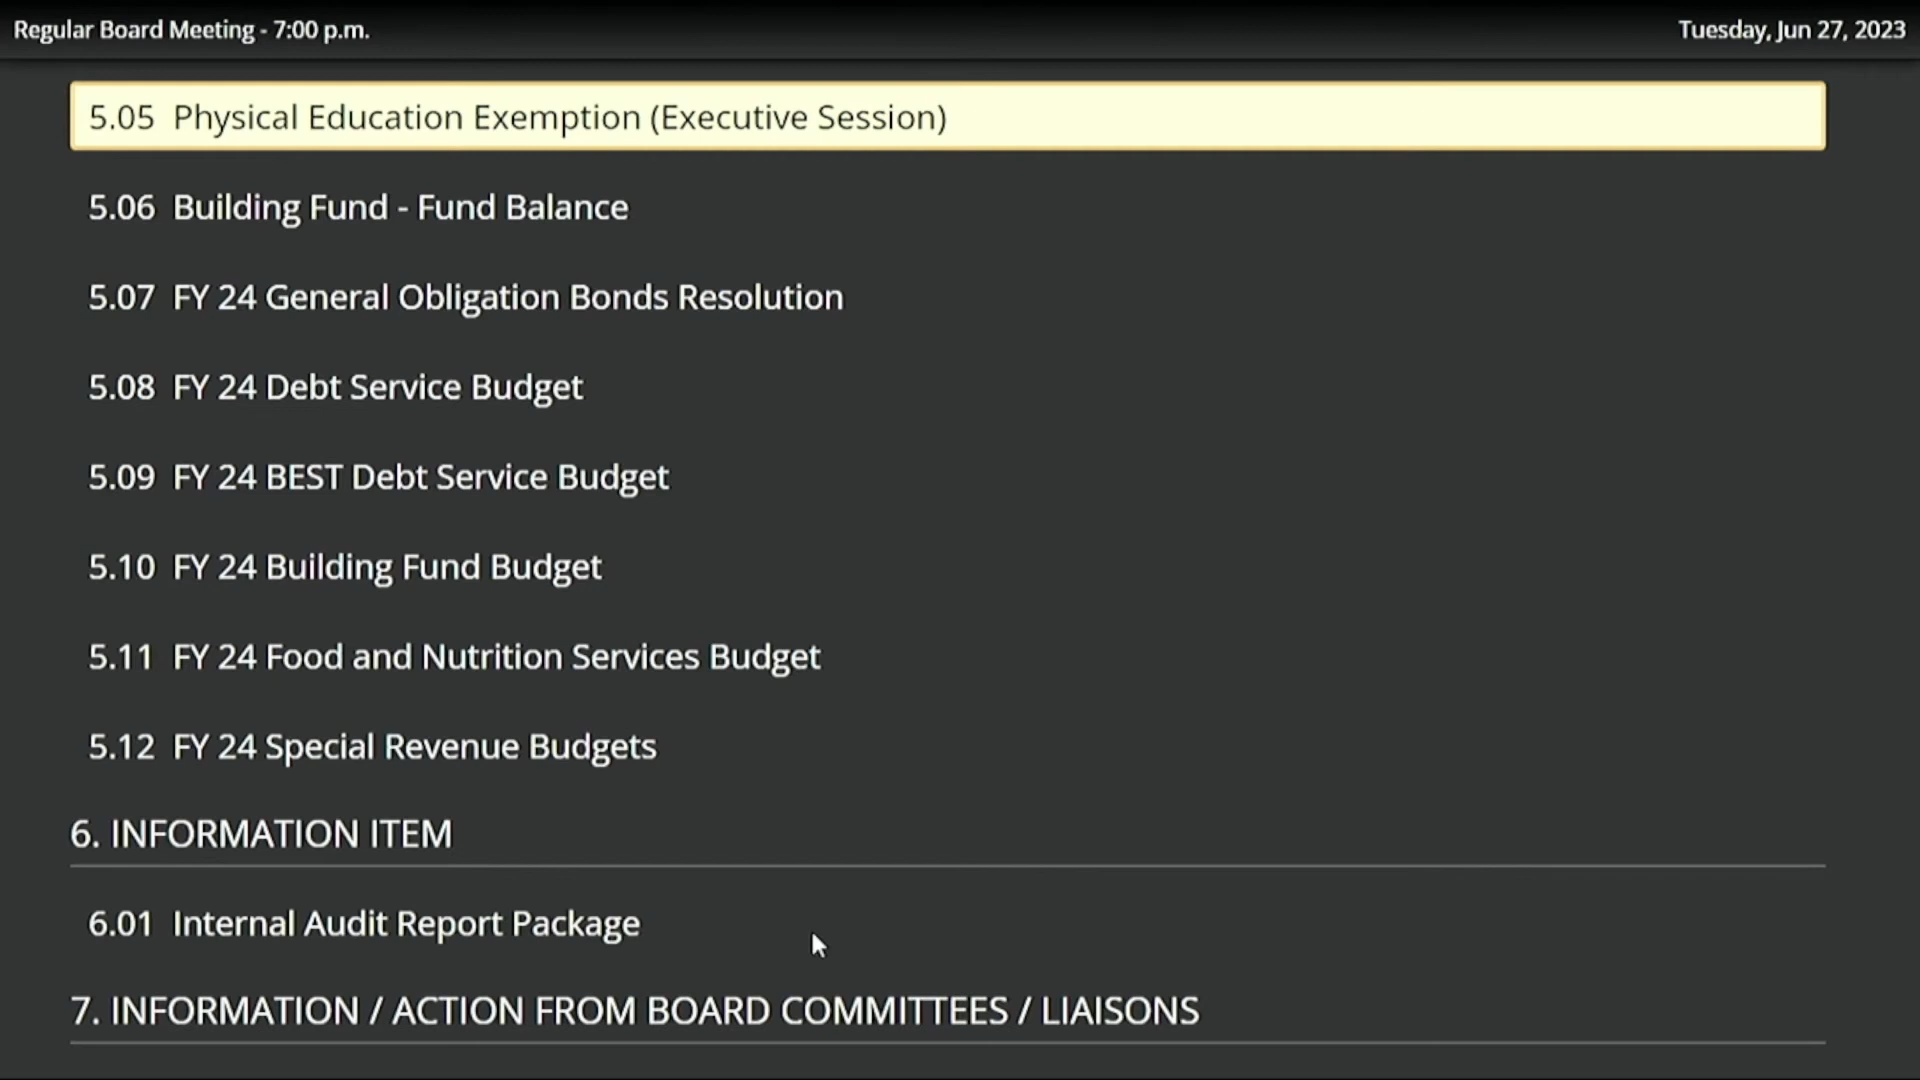 Regular Board Meeting - 7:00 p.m.
Tuesday, Jun 27, 2023
5.05 Physical Education Exemption (Executive Session)
5.06 Building Fund - Fund Balance
5.07 FY 24 General Obligation Bonds Resolution
5.08 FY 24 Debt Service Budget
5.09 FY 24 BEST Debt Service Budget
5.10 FY 24 Building Fund Budget
5.11 FY 24 Food and Nutrition Services Budget
5.12 FY 24 Special Revenue Budgets
6. INFORMATION ITEM
6.01 Internal Audit Report Package
7. INFORMATION / ACTION FROM BOARD COMMITTEES / LIAISONS